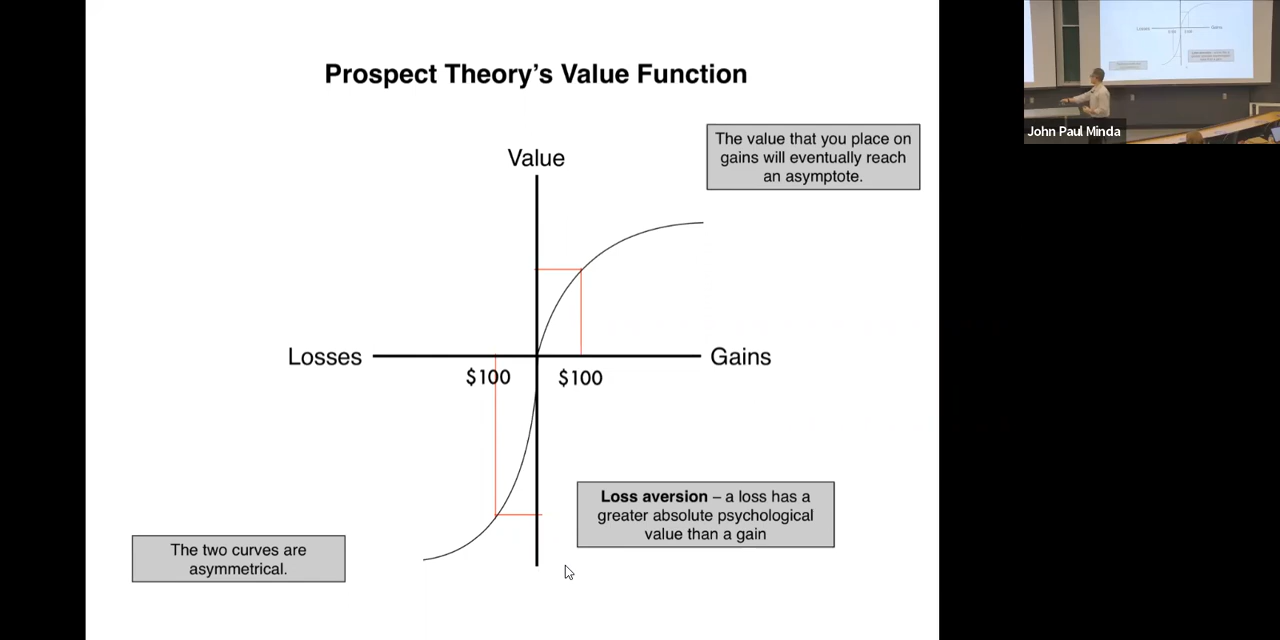 Prospect Theory's Value Function
The value that you place on
gains will eventually reach
an asymptote.
Value
Losses
Gains
$100
$100
Loss aversion – a loss has a
greater absolute psychological
value than a gain
The two curves are
asymmetrical.
John Paul Minda